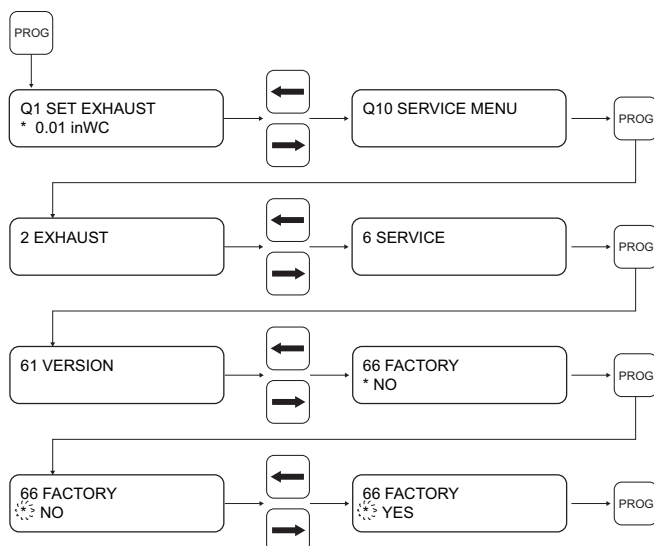 PROG
Q1 SET EXHAUST
* 0.01 inWC
Q10 SERVICE MENU
PROG
2 EXHAUST
6 SERVICE
PROG
61 VERSION
66 FACTORY
* NO
PROG
66 FACTORY
* NO
66 FACTORY
* YES
PROG